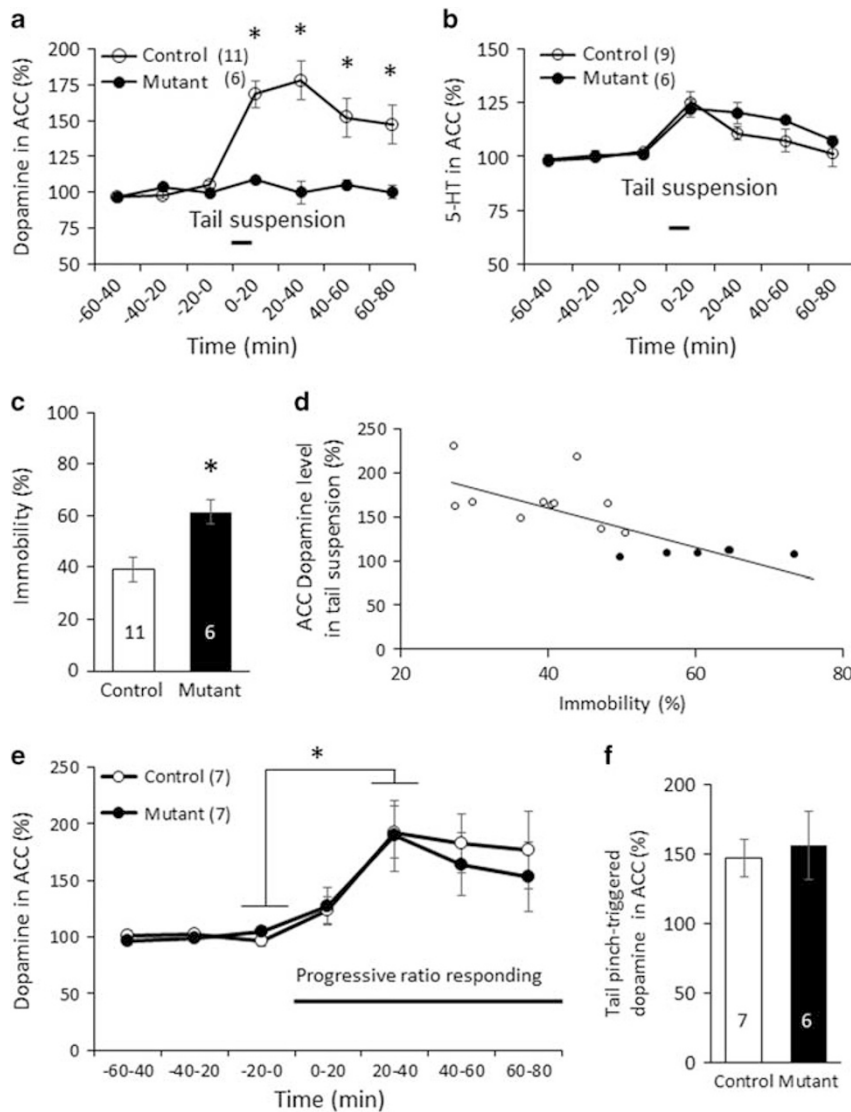 a
Dopamine in ACC (%)
200
175
150
125
100
75
50
Control (11)
Mutant (6)
* * * *
Tail suspension
-60-40 -40-20 -20-0 0-20 20-40 40-60 60-80
Time (min)
b
5-HT in ACC (%)
150
125
100
75
50
Control (9)
Mutant (6)
Tail suspension
-60-40 -40-20 -20-0 0-20 20-40 40-60 60-80
Time (min)
c
Immobility (%)
100
80
60
40
20
0
*
11 6
Control Mutant
d
ACC Dopamine level
in tail suspension (%)
250
200
150
100
50
0
20 40 60 80
Immobility (%)
e
Dopamine in ACC (%)
250
200
150
100
50
0
Control (7)
Mutant (7)
*
Progressive ratio responding
-60-40 -40-20 -20-0 0-20 20-40 40-60 60-80
Time (min)
f
Tail pinch-triggered
dopamine in ACC (%)
200
150
100
50
0
7 6
Control Mutant